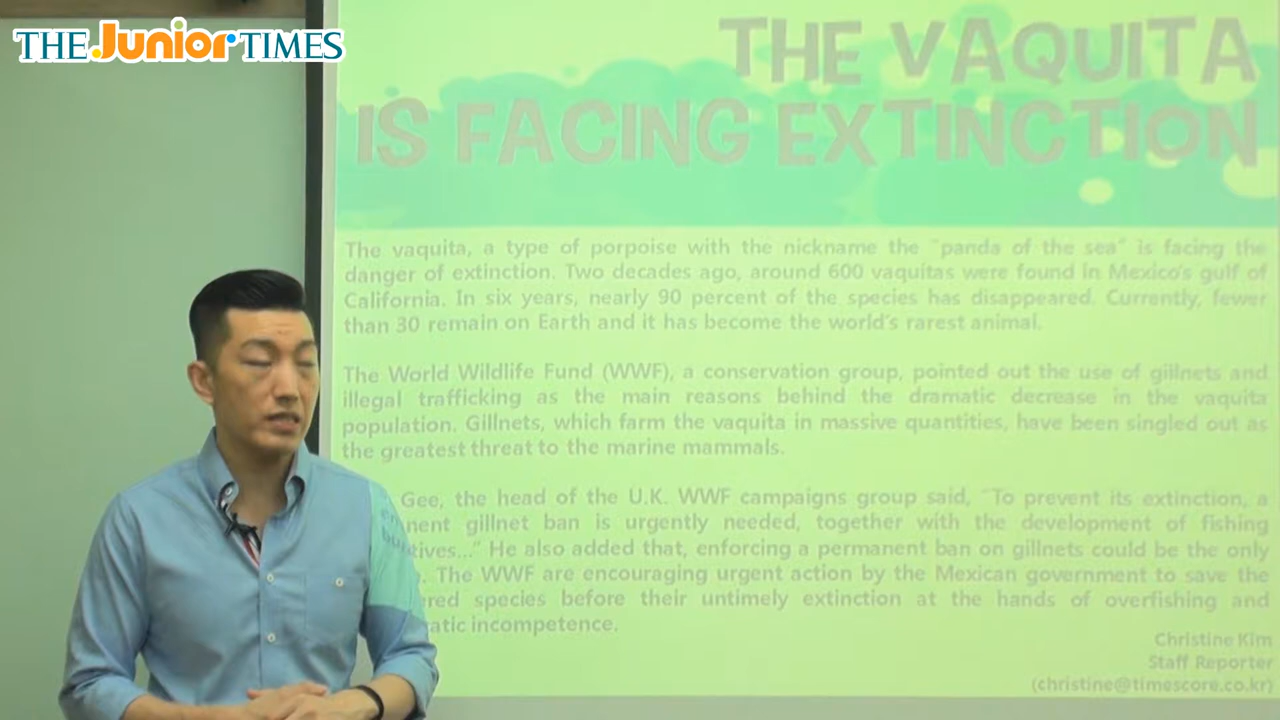 THE Junior TIMES
THE VAQUITA
IS FACING EXTINCTION
The vaquita, a type of porpoise with the nickname the "panda of the sea" is facing the
danger of extinction. Two decades ago, around 600 vaquitas were found in Mexico's gulf of
California. In six years, nearly 90 percent of the species has disappeared. Currently, fewer
than 30 remain on Earth and it has become the world's rarest animal.
The World Wildlife Fund (WWF), a conservation group, pointed out the use of gillnets and
illegal trafficking as the main reasons behind the dramatic decrease in the vaquita
population. Gillnets, which farm the vaquita in massive quantities, have been singled out as
the greatest threat to the marine mammals.
Gee, the head of the U.K. WWF campaigns group said, "To prevent its extinction, a
nent gillnet ban is urgently needed, together with the development of fishing
tives..." He also added that, enforcing a permanent ban on gillnets could be the only
. The WWF are encouraging urgent action by the Mexican government to save the
ered species before their untimely extinction at the hands of overfishing and
atic incompetence.
Christine Kim
Staff Reporter
(christine@timescore.co.kr)